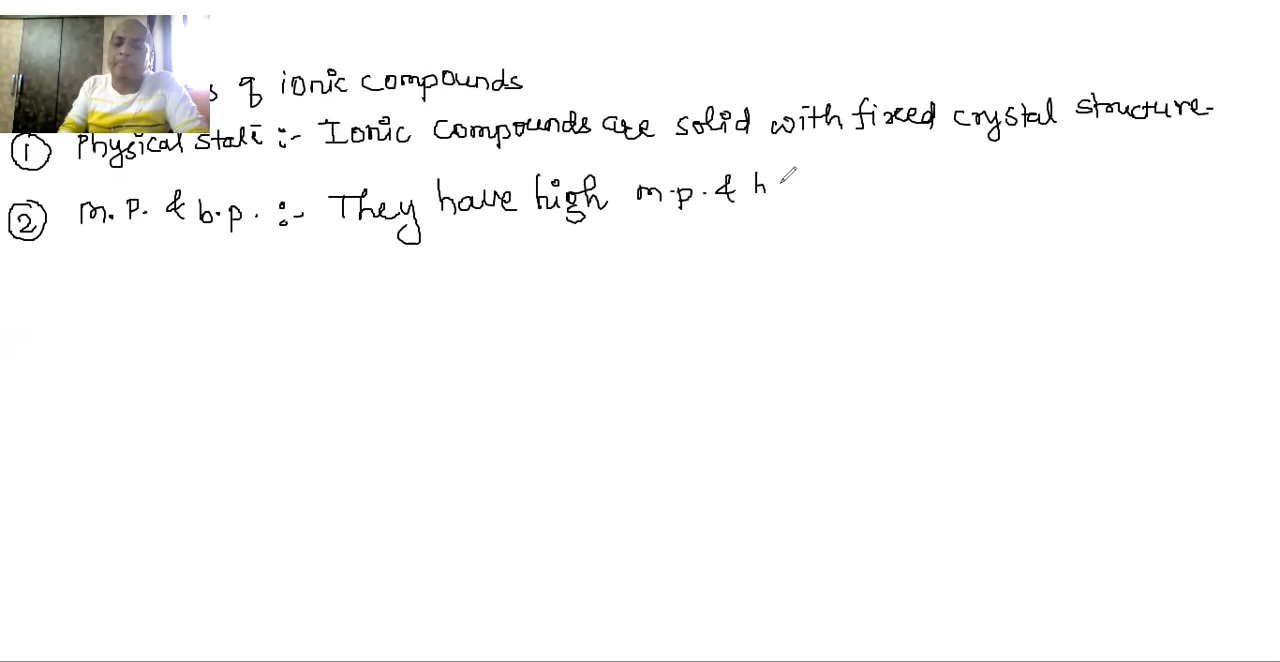 s of ionic compounds
① Physical state :- Ionic compounds are solid with fixed crystal structure.
② m.p. & b.p. :- They have high m.p. & h